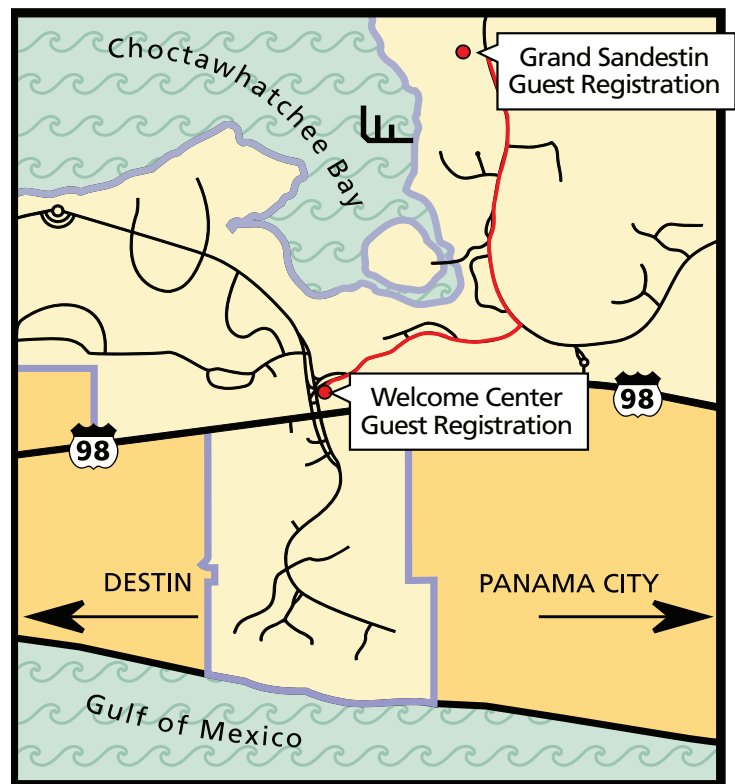 Choctawhatchee Bay
Grand Sandestin
Guest Registration
Welcome Center
Guest Registration
98
98
DESTIN
PANAMA CITY
Gulf of Mexico